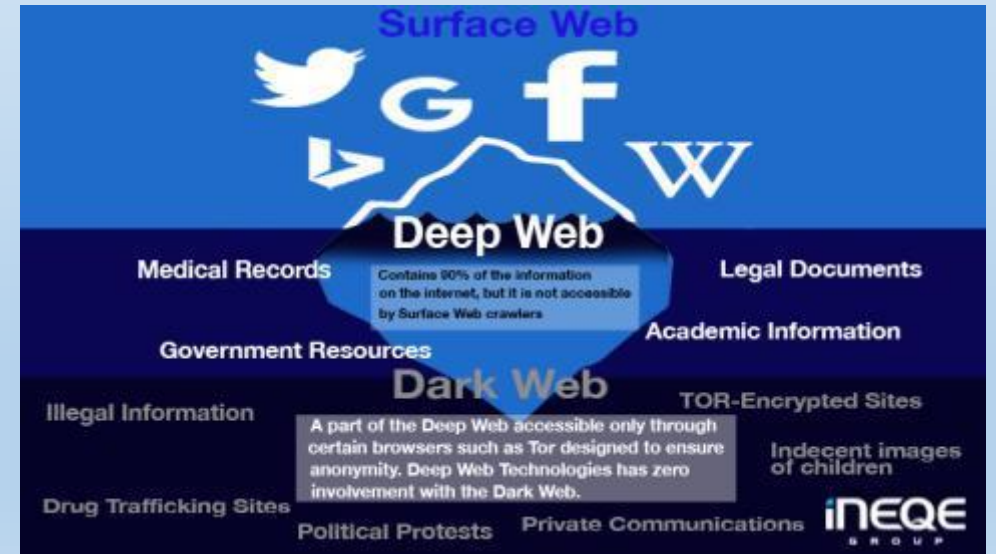 Surface Web
G f
W
Deep Web
Medical Records
Contains 90% of the information
on the internet, but it is not accessible
by Surface Web crawlers
Legal Documents
Academic Information
Government Resources
Dark Web
Illegal Information
TOR-Encrypted Sites
A part of the Deep Web accessible only through
certain browsers such as Tor designed to ensure
anonymity. Deep Web Technologies has zero
involvement with the Dark Web.
Indecent images
of children
Drug Trafficking Sites
Political Protests
Private Communications
iNEQE
GROUP